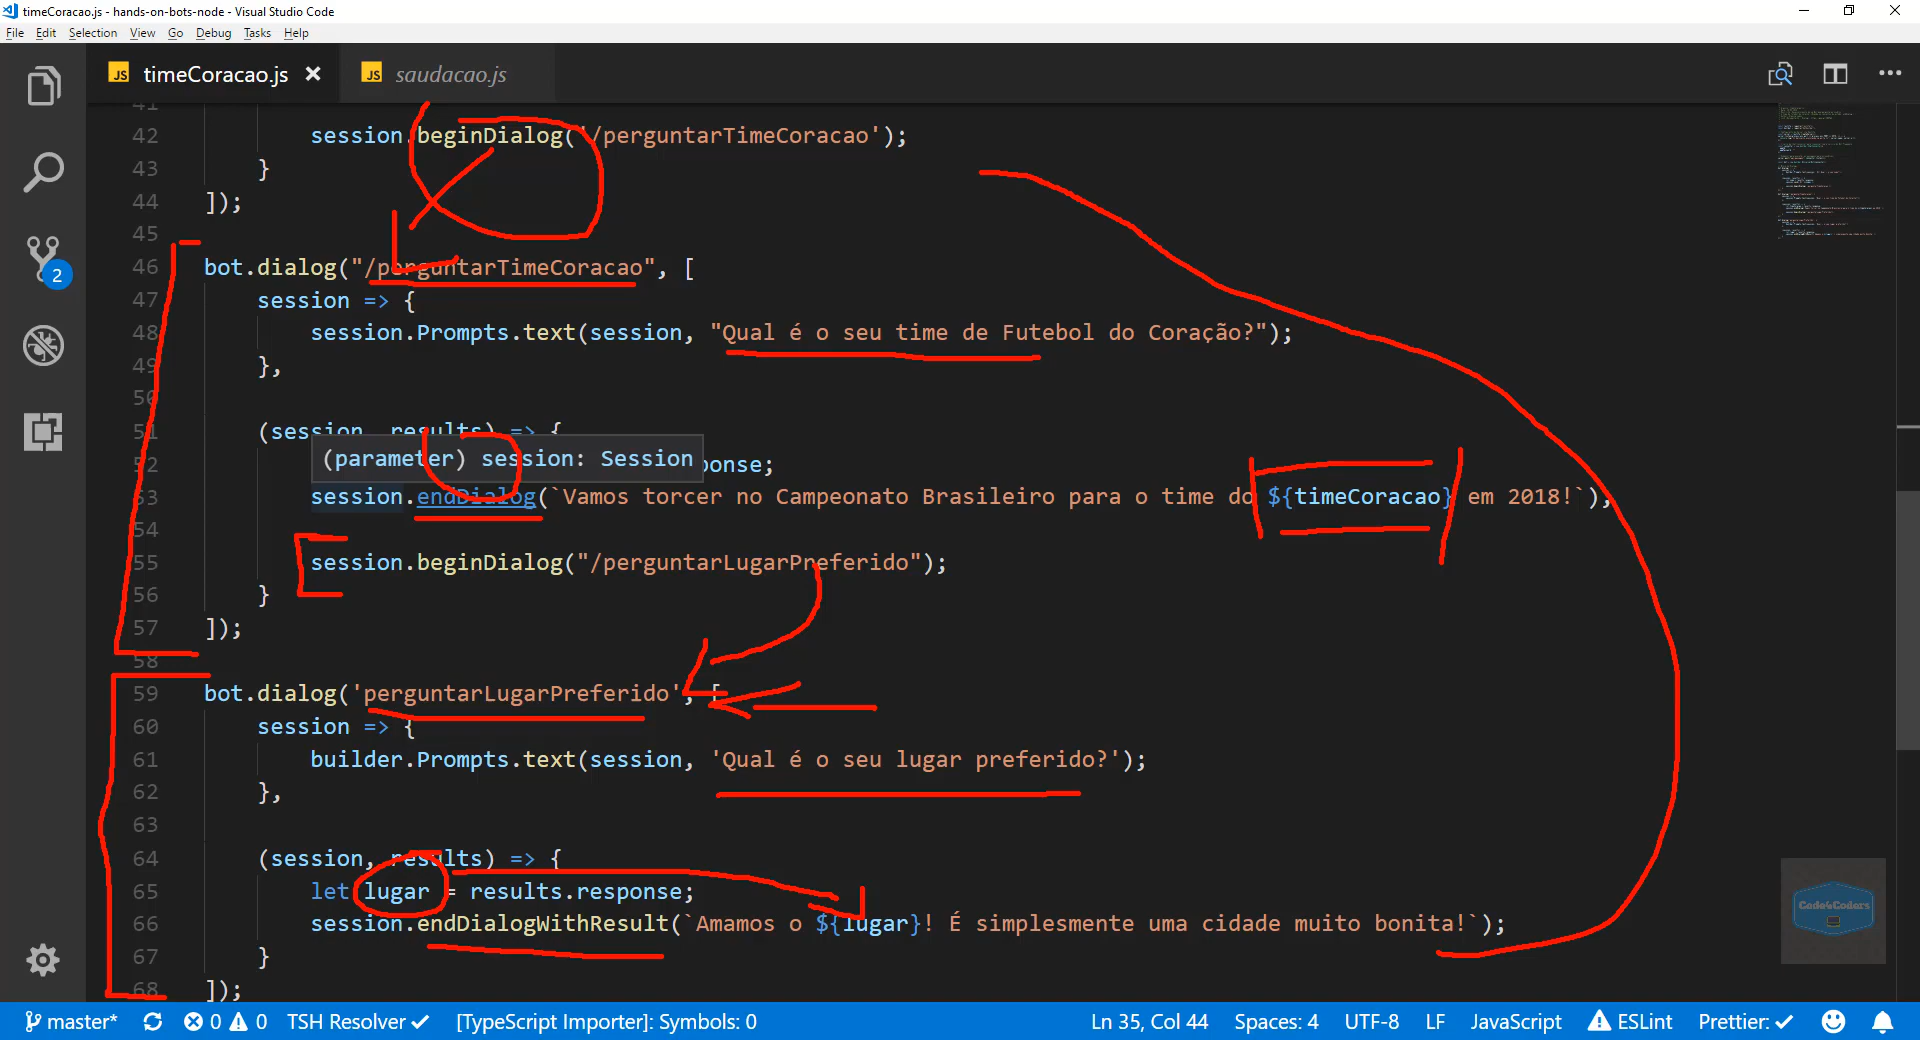 timeCoracao.js - hands-on-bots-node - Visual Studio Code
File Edit Selection View Go Debug Tasks Help
JS timeCoracao.js JS saudacao.js
41
42 session.beginDialog('/perguntarTimeCoracao');
43 }
44 ]);
45
46 bot.dialog("/perguntarTimeCoracao", [
47 session => {
48 session.Prompts.text(session, "Qual é o seu time de Futebol do Coração?");
49 },
50
51 (session, results) => {
(parameter) session: Session
52 ponse;
53 session.endDialog(`Vamos torcer no Campeonato Brasileiro para o time do ${timeCoracao} em 2018!`);
54
55 session.beginDialog("/perguntarLugarPreferido");
56 }
57 ]);
58
59 bot.dialog('perguntarLugarPreferido', [
60 session => {
61 builder.Prompts.text(session, 'Qual é o seu lugar preferido?');
62 },
63
64 (session, results) => {
65 let lugar = results.response;
66 session.endDialogWithResult(`Amamos o ${lugar}! É simplesmente uma cidade muito bonita!`);
67 }
68 ]);
2
Code4Coders
master* 0 0 TSH Resolver [TypeScript Importer]: Symbols: 0 Ln 35, Col 44 Spaces: 4 UTF-8 LF JavaScript ESLint Prettier: